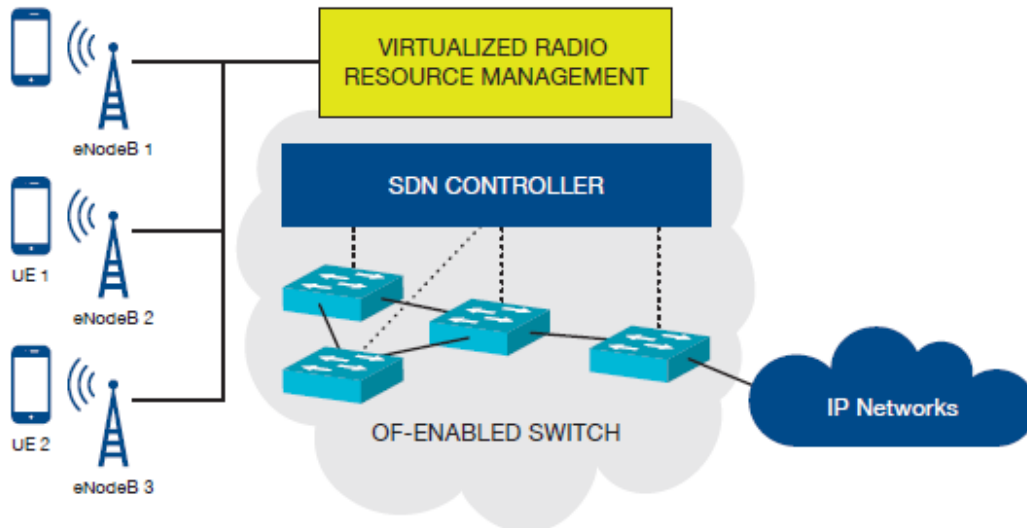 VIRTUALIZED RADIO
RESOURCE MANAGEMENT
eNodeB 1
SDN CONTROLLER
UE 1
eNodeB 2
IP Networks
OF-ENABLED SWITCH
UE 2
eNodeB 3